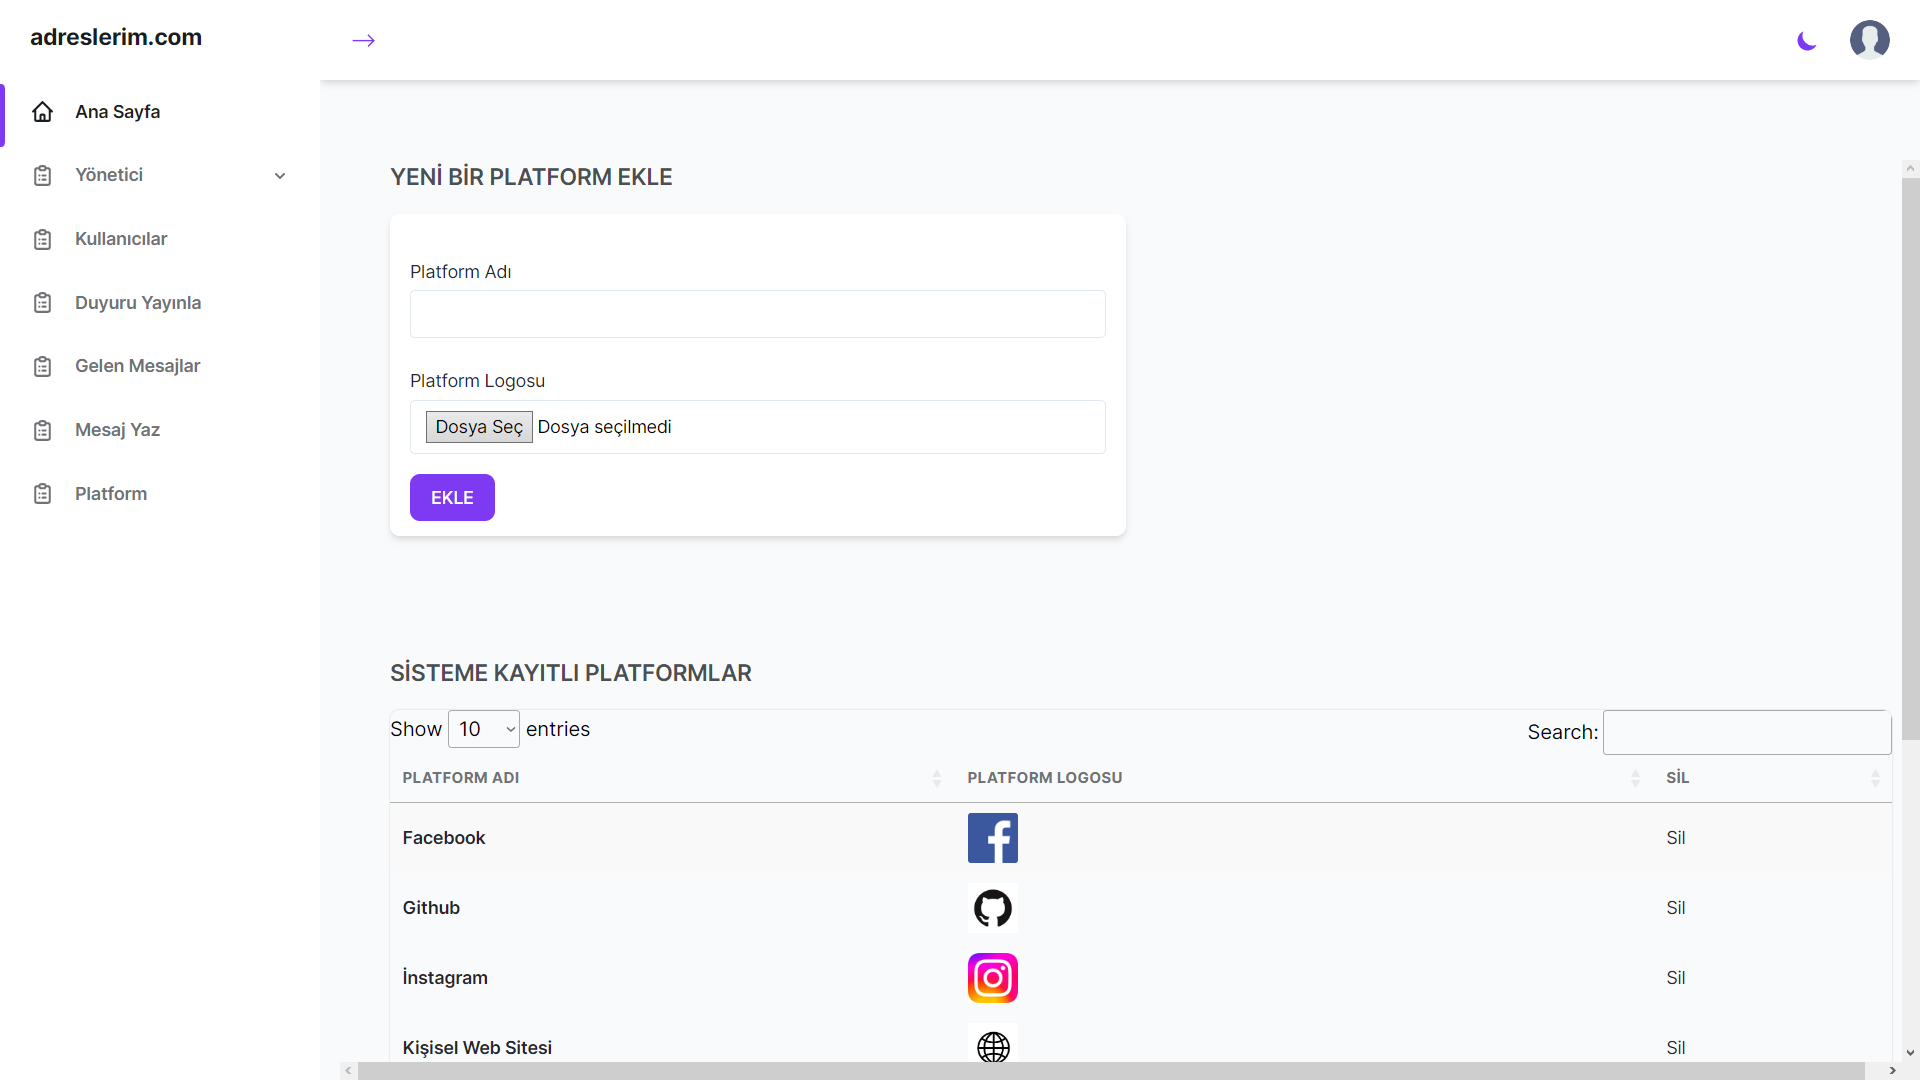 adreslerim.com
Ana Sayfa
Yönetici
Kullanıcılar
Duyuru Yayınla
Gelen Mesajlar
Mesaj Yaz
Platform
YENİ BİR PLATFORM EKLE
Platform Adı
Platform Logosu
Dosya Seç Dosya seçilmedi
EKLE
SİSTEME KAYITLI PLATFORMLAR
Show 10 entries Search:
PLATFORM ADI PLATFORM LOGOSU SİL
Facebook Sil
Github Sil
İnstagram Sil
Kişisel Web Sitesi Sil